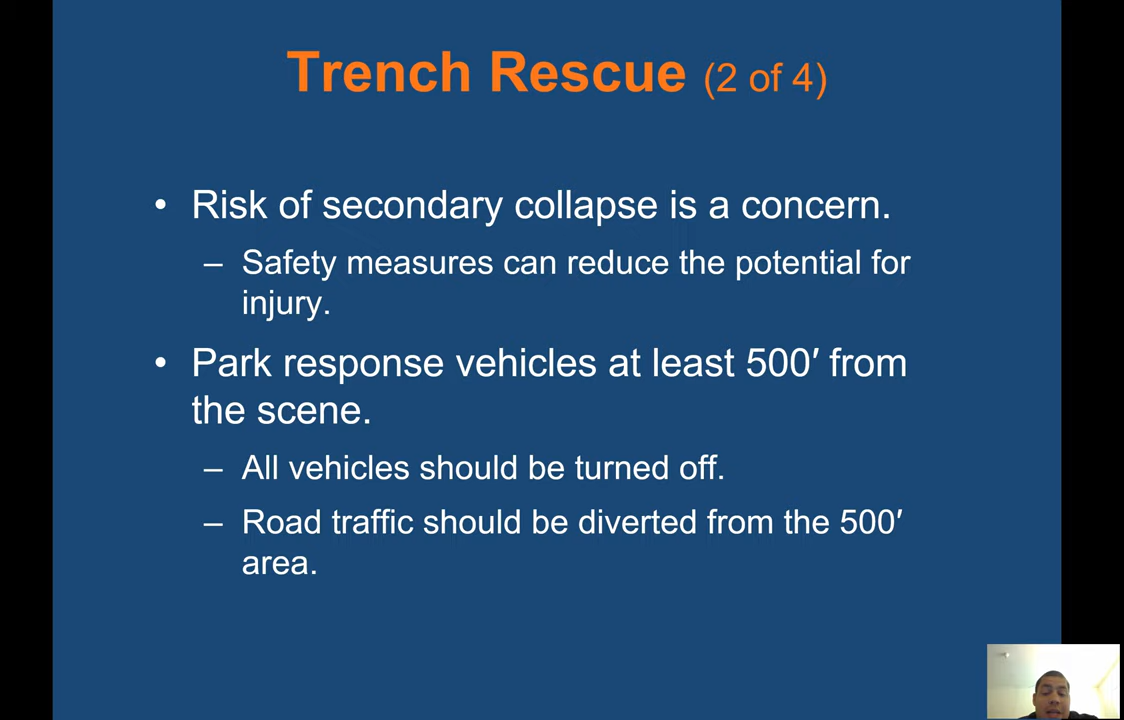 Trench Rescue (2 of 4)
• Risk of secondary collapse is a concern.
– Safety measures can reduce the potential for
injury.
• Park response vehicles at least 500′ from
the scene.
– All vehicles should be turned off.
– Road traffic should be diverted from the 500′
area.